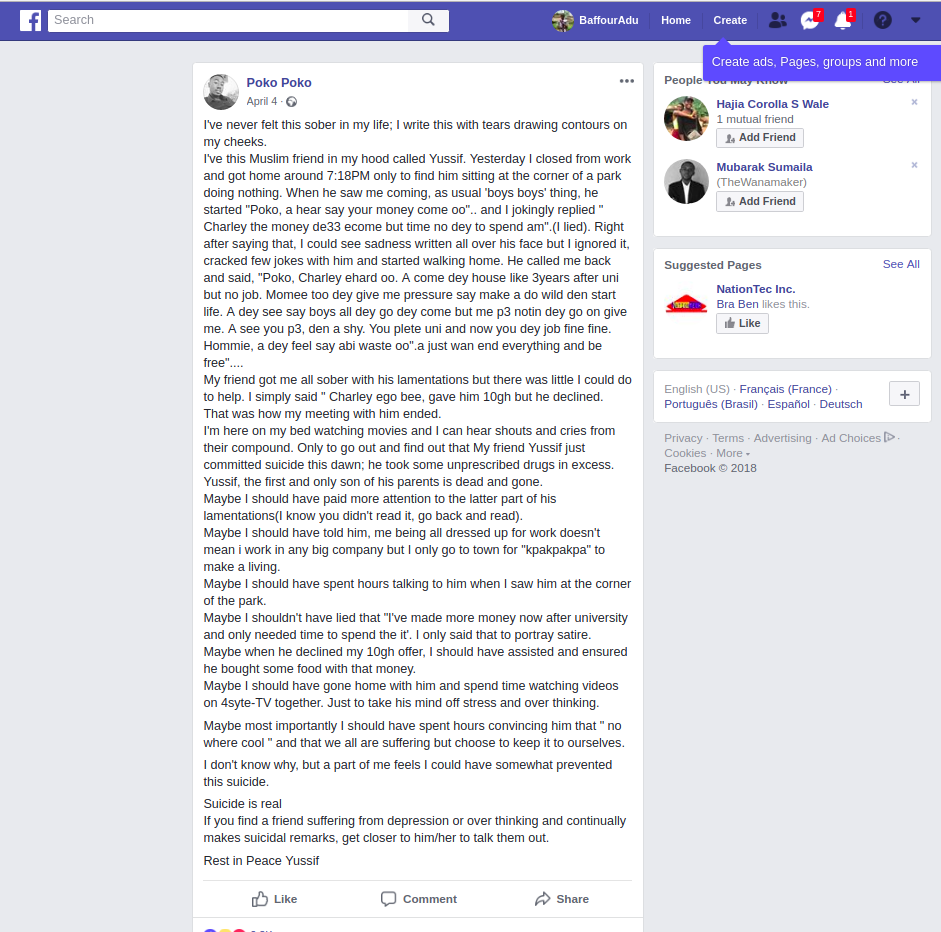 Search
BaffourAdu
Home
Create
7
1
Create ads, Pages, groups and more
Poko Poko
April 4 ·
I've never felt this sober in my life; I write this with tears drawing contours on
my cheeks.
I've this Muslim friend in my hood called Yussif. Yesterday I closed from work
and got home around 7:18PM only to find him sitting at the corner of a park
doing nothing. When he saw me coming, as usual 'boys boys' thing, he
started "Poko, a hear say your money come oo".. and I jokingly replied "
Charley the money de33 ecome but time no dey to spend am".(I lied). Right
after saying that, I could see sadness written all over his face but I ignored it,
cracked few jokes with him and started walking home. He called me back
and said, "Poko, Charley ehard oo. A come dey house like 3years after uni
but no job. Momee too dey give me pressure say make a do wild den start
life. A dey see say boys all dey go dey come but me p3 notin dey go on give
me. A see you p3, den a shy. You plete uni and now you dey job fine fine.
Hommie, a dey feel say abi waste oo".a just wan end everything and be
free"....
My friend got me all sober with his lamentations but there was little I could do
to help. I simply said " Charley ego bee, gave him 10gh but he declined.
That was how my meeting with him ended.
I'm here on my bed watching movies and I can hear shouts and cries from
their compound. Only to go out and find out that My friend Yussif just
committed suicide this dawn; he took some unprescribed drugs in excess.
Yussif, the first and only son of his parents is dead and gone.
Maybe I should have paid more attention to the latter part of his
lamentations(I know you didn't read it, go back and read).
Maybe I should have told him, me being all dressed up for work doesn't
mean i work in any big company but I only go to town for "kpakpakpa" to
make a living.
Maybe I should have spent hours talking to him when I saw him at the corner
of the park.
Maybe I shouldn't have lied that "I've made more money now after university
and only needed time to spend the it'. I only said that to portray satire.
Maybe when he declined my 10gh offer, I should have assisted and ensured
he bought some food with that money.
Maybe I should have gone home with him and spend time watching videos
on 4syte-TV together. Just to take his mind off stress and over thinking.
Maybe most importantly I should have spent hours convincing him that " no
where cool " and that we all are suffering but choose to keep it to ourselves.
I don't know why, but a part of me feels I could have somewhat prevented
this suicide.
Suicide is real
If you find a friend suffering from depression or over thinking and continually
makes suicidal remarks, get closer to him/her to talk them out.
Rest in Peace Yussif
Like
Comment
Share
People You May Know
See All
Hajia Corolla S Wale
1 mutual friend
Add Friend
Mubarak Sumaila
(TheWanamaker)
Add Friend
Suggested Pages
See All
NationTec Inc.
Bra Ben likes this.
Like
English (US) · Français (France) ·
Português (Brasil) · Español · Deutsch
Privacy · Terms · Advertising · Ad Choices ·
Cookies · More
Facebook © 2018